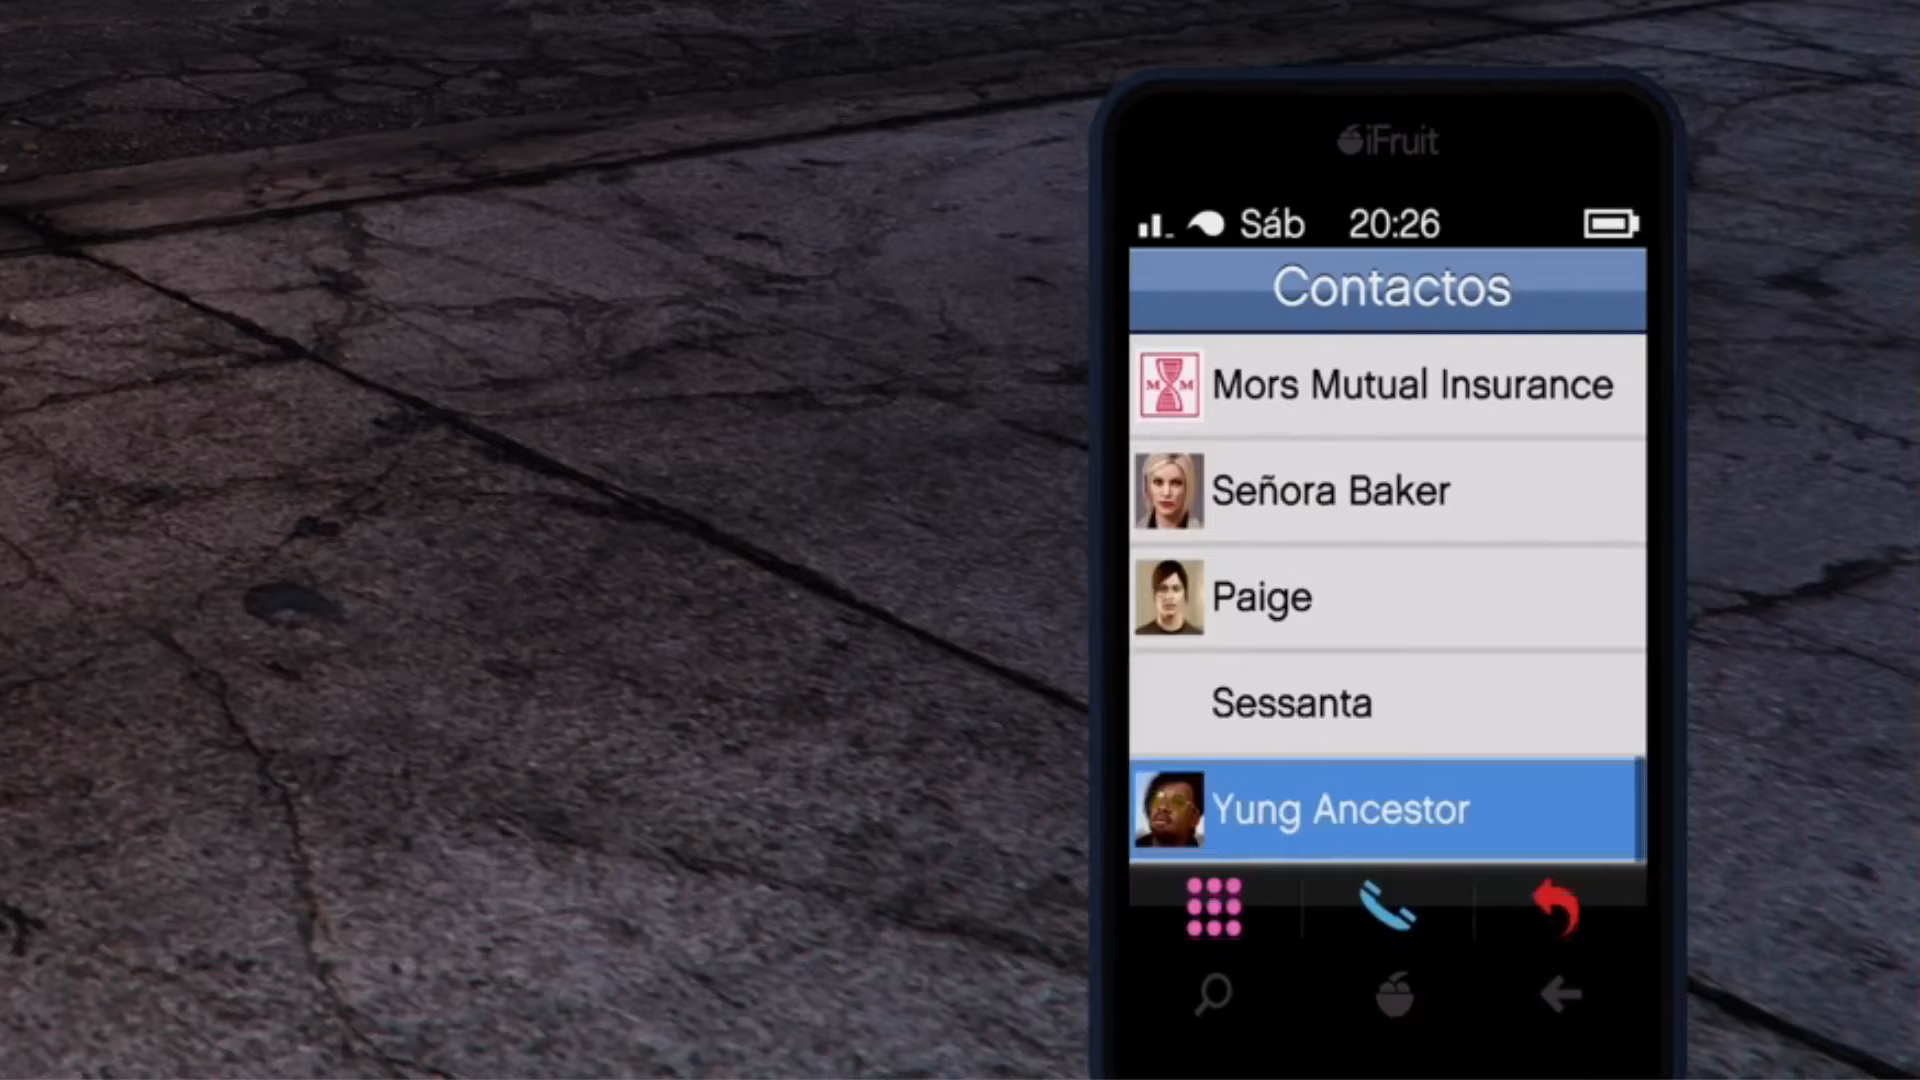 iFruit
Sáb 20:26
Contactos
M M Mors Mutual Insurance
Señora Baker
Paige
Sessanta
Yung Ancestor